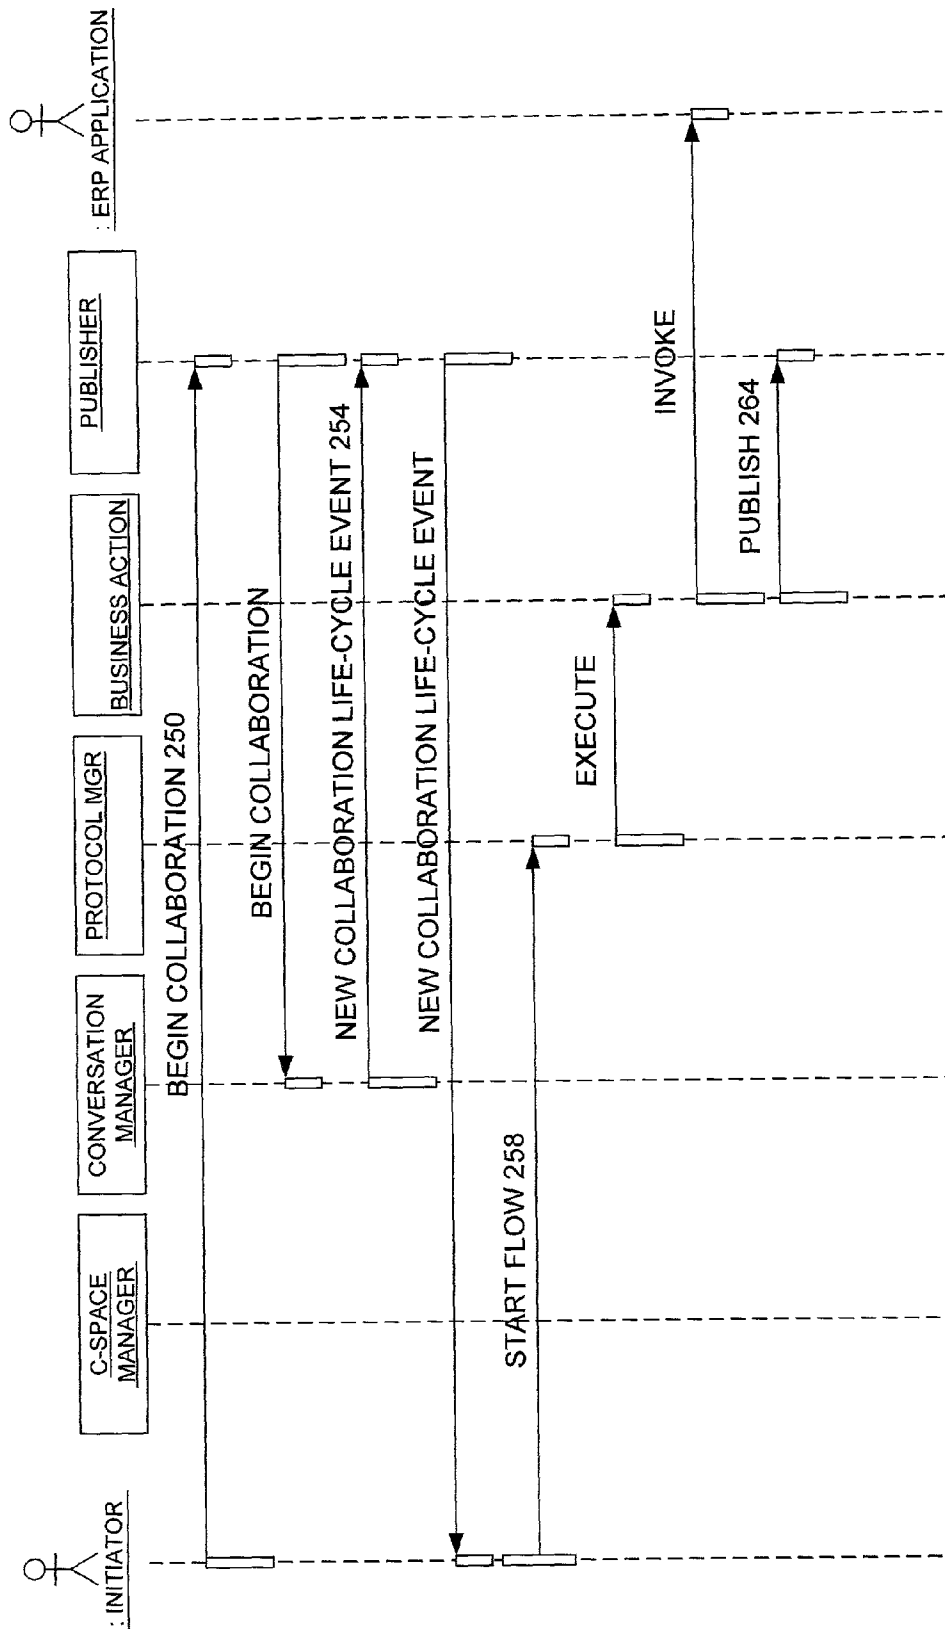 : INITIATOR
C-SPACE
MANAGER
CONVERSATION
MANAGER
PROTOCOL MGR
BUSINESS ACTION
PUBLISHER
: ERP APPLICATION
BEGIN COLLABORATION 250
BEGIN COLLABORATION
NEW COLLABORATION LIFE-CYCLE EVENT 254
NEW COLLABORATION LIFE-CYCLE EVENT
START FLOW 258
EXECUTE
INVOKE
PUBLISH 264